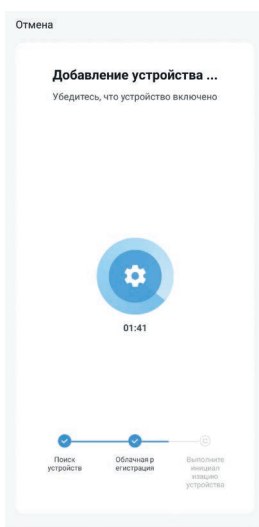 Отмена
Добавление устройства ...
Убедитесь, что устройство включено
01:41
Поиск
устройств
Облачная р
егистрация
Выполните
инициал
изацию
устройства